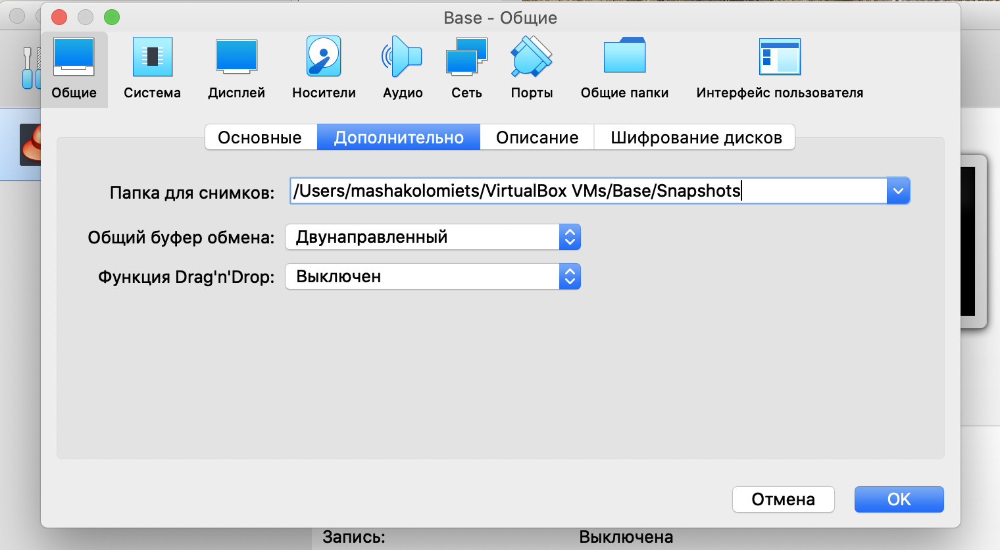 Base - Общие
Общие Система Дисплей Носители Аудио Сеть Порты Общие папки Интерфейс пользователя
Основные Дополнительно Описание Шифрование дисков
Папка для снимков: /Users/mashakolomiets/VirtualBox VMs/Base/Snapshots
Общий буфер обмена: Двунаправленный
Функция Drag'n'Drop: Выключен
Отмена OK
Запись: Выключена